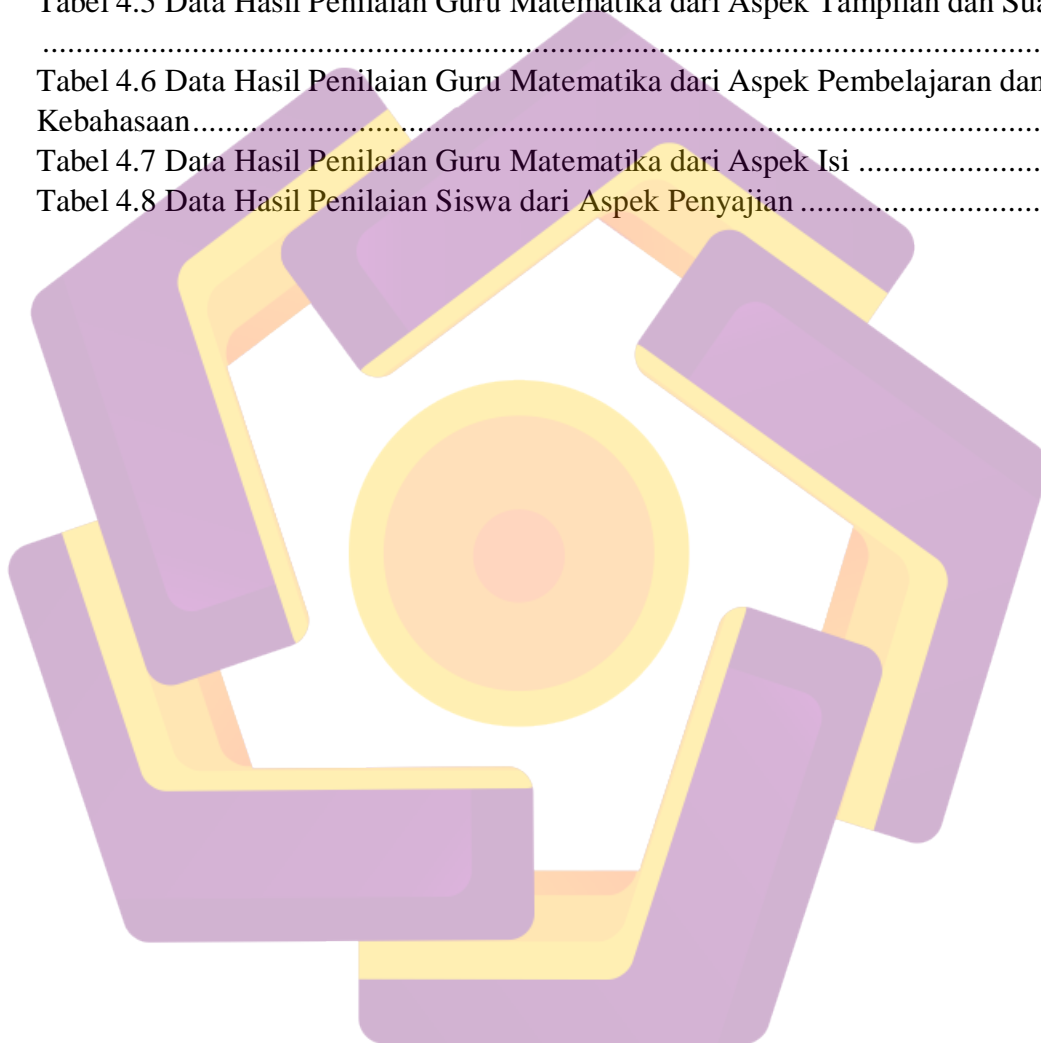 Tabel 4.5 Data Hasil Penilaian Guru Matematika dari Aspek Tampilan dan
........................................................................................................................
Tabel 4.6 Data Hasil Penilaian Guru Matematika dari Aspek Pembelajaran dan
Kebahasaan......................................................................................................
Tabel 4.7 Data Hasil Penilaian Guru Matematika dari Aspek Isi ......................
Tabel 4.8 Data Hasil Penilaian Siswa dari Aspek Penyajian .............................